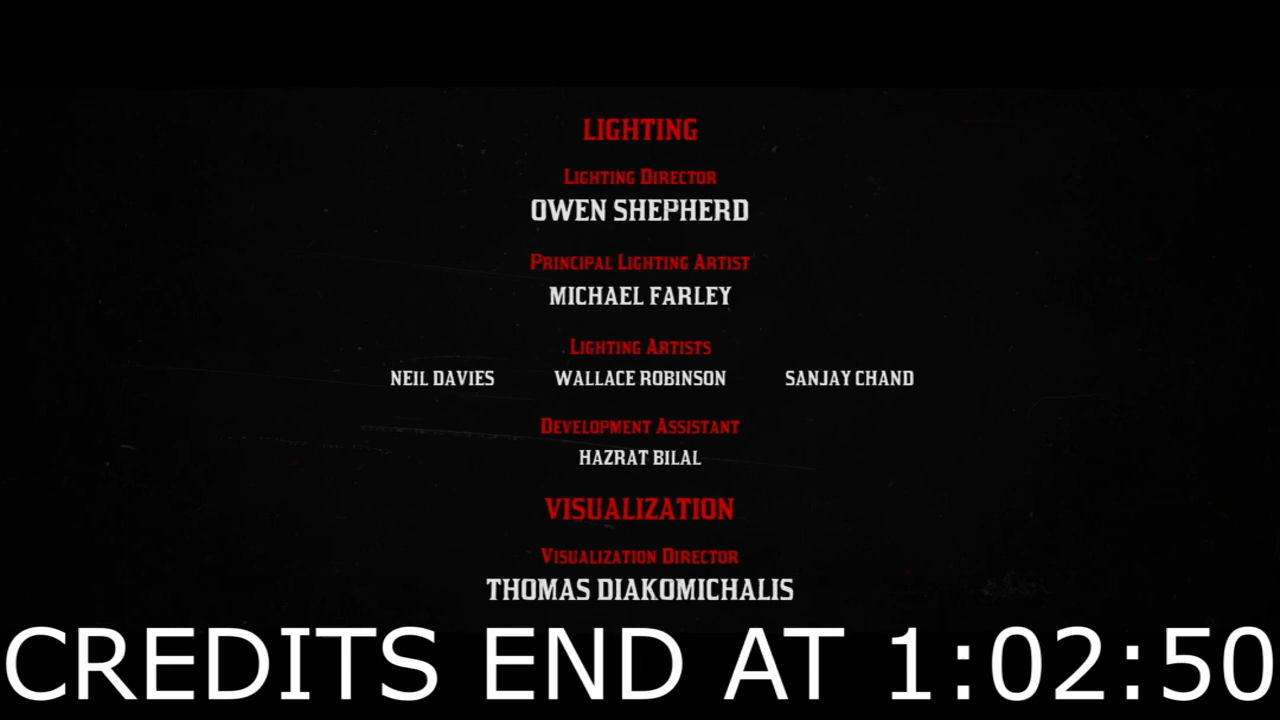 LIGHTING
LIGHTING DIRECTOR
OWEN SHEPHERD
PRINCIPAL LIGHTING ARTIST
MICHAEL FARLEY
LIGHTING ARTISTS
NEIL DAVIES WALLACE ROBINSON SANJAY CHAND
DEVELOPMENT ASSISTANT
HAZRAT BILAL
VISUALIZATION
VISUALIZATION DIRECTOR
THOMAS DIAKOMICHALIS
CREDITS END AT 1:02:50